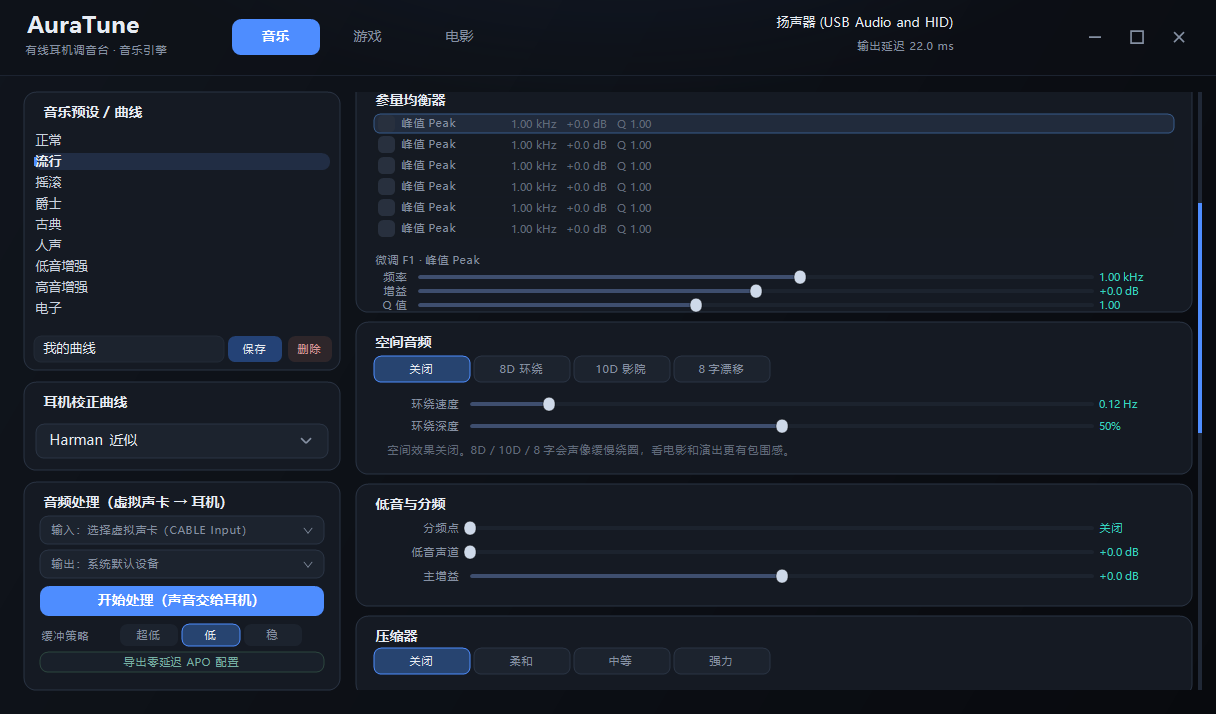 AuraTune
有线耳机调音台 · 音乐引擎
音乐
游戏
电影
扬声器 (USB Audio and HID)
输出延迟 22.0 ms
音乐预设 / 曲线
正常
流行
摇滚
爵士
古典
人声
低音增强
高音增强
电子
我的曲线
保存
删除
耳机校正曲线
Harman 近似
音频处理（虚拟声卡 → 耳机）
输入：选择虚拟声卡（CABLE Input）
输出：系统默认设备
开始处理（声音交给耳机）
缓冲策略
超低
低
稳
导出零延迟 APO 配置
参量均衡器
峰值 Peak 1.00 kHz +0.0 dB Q 1.00
峰值 Peak 1.00 kHz +0.0 dB Q 1.00
峰值 Peak 1.00 kHz +0.0 dB Q 1.00
峰值 Peak 1.00 kHz +0.0 dB Q 1.00
峰值 Peak 1.00 kHz +0.0 dB Q 1.00
峰值 Peak 1.00 kHz +0.0 dB Q 1.00
微调 F1 · 峰值 Peak
频率 1.00 kHz
增益 +0.0 dB
Q 值 1.00
空间音频
关闭
8D 环绕
10D 影院
8 字漂移
环绕速度 0.12 Hz
环绕深度 50%
空间效果关闭。8D / 10D / 8 字会声像缓慢绕圈，看电影和演出更有包围感。
低音与分频
分频点 关闭
低音声道 +0.0 dB
主增益 +0.0 dB
压缩器
关闭
柔和
中等
强力